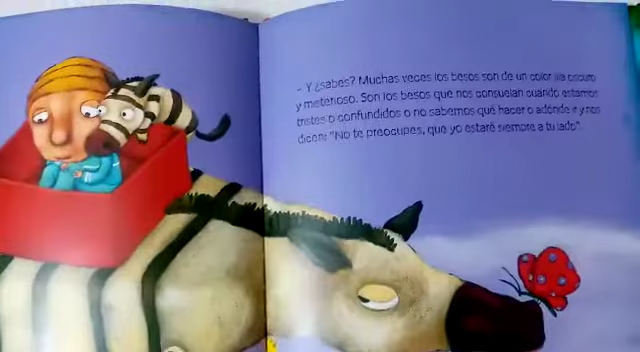 - Y ¿sabes? Muchas veces los besos son de un color lila oscuro
y misterioso. Son los besos que nos consuelan cuando estamos
tristes o confundidos o no sabemos qué hacer o adónde ir y nos
dicen: "No te preocupes, que yo estaré siempre a tu lado".